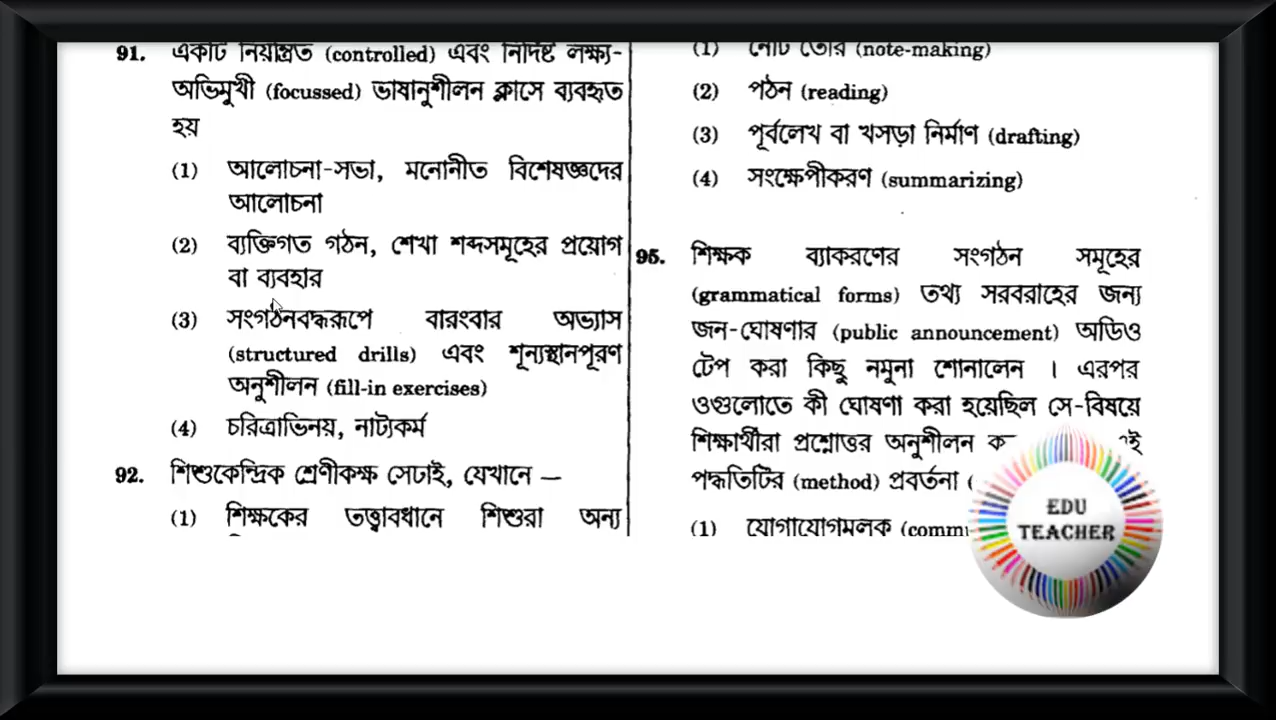 91. একটি নিয়ন্ত্রিত (controlled) এবং নির্দিষ্ট লক্ষ্য-
অভিমুখী (focussed) ভাষানুশীলন ক্লাসে ব্যবহৃত
হয়
(1) আলোচনা-সভা, মনোনীত বিশেষজ্ঞদের
আলোচনা
(2) ব্যক্তিগত গঠন, শেখা শব্দসমূহের প্রয়োগ
বা ব্যবহার
(3) সংগঠনবদ্ধরূপে বারংবার অভ্যাস
(structured drills) এবং শূন্যস্থানপূরণ
অনুশীলন (fill-in exercises)
(4) চরিত্রাভিনয়, নাট্যকর্ম
92. শিশুকেন্দ্রিক শ্রেণীকক্ষ সেটাই, যেখানে —
(1) শিক্ষকের তত্ত্বাবধানে শিশুরা অন্য
(1) নোট তৈরি (note-making)
(2) পঠন (reading)
(3) পূর্বলেখ বা খসড়া নির্মাণ (drafting)
(4) সংক্ষেপীকরণ (summarizing)
95. শিক্ষক ব্যাকরণের সংগঠন সমূহের
(grammatical forms) তথ্য সরবরাহের জন্য
জন-ঘোষণার (public announcement) অডিও
টেপ করা কিছু নমুনা শোনালেন । এরপর
ওগুলোতে কী ঘোষণা করা হয়েছিল সে-বিষয়ে
শিক্ষার্থীরা প্রশ্নোত্তর অনুশীলন
পদ্ধতিটির (method) প্রবর্তনা (
(1) যোগাযোগমূলক
EDU
TEACHER